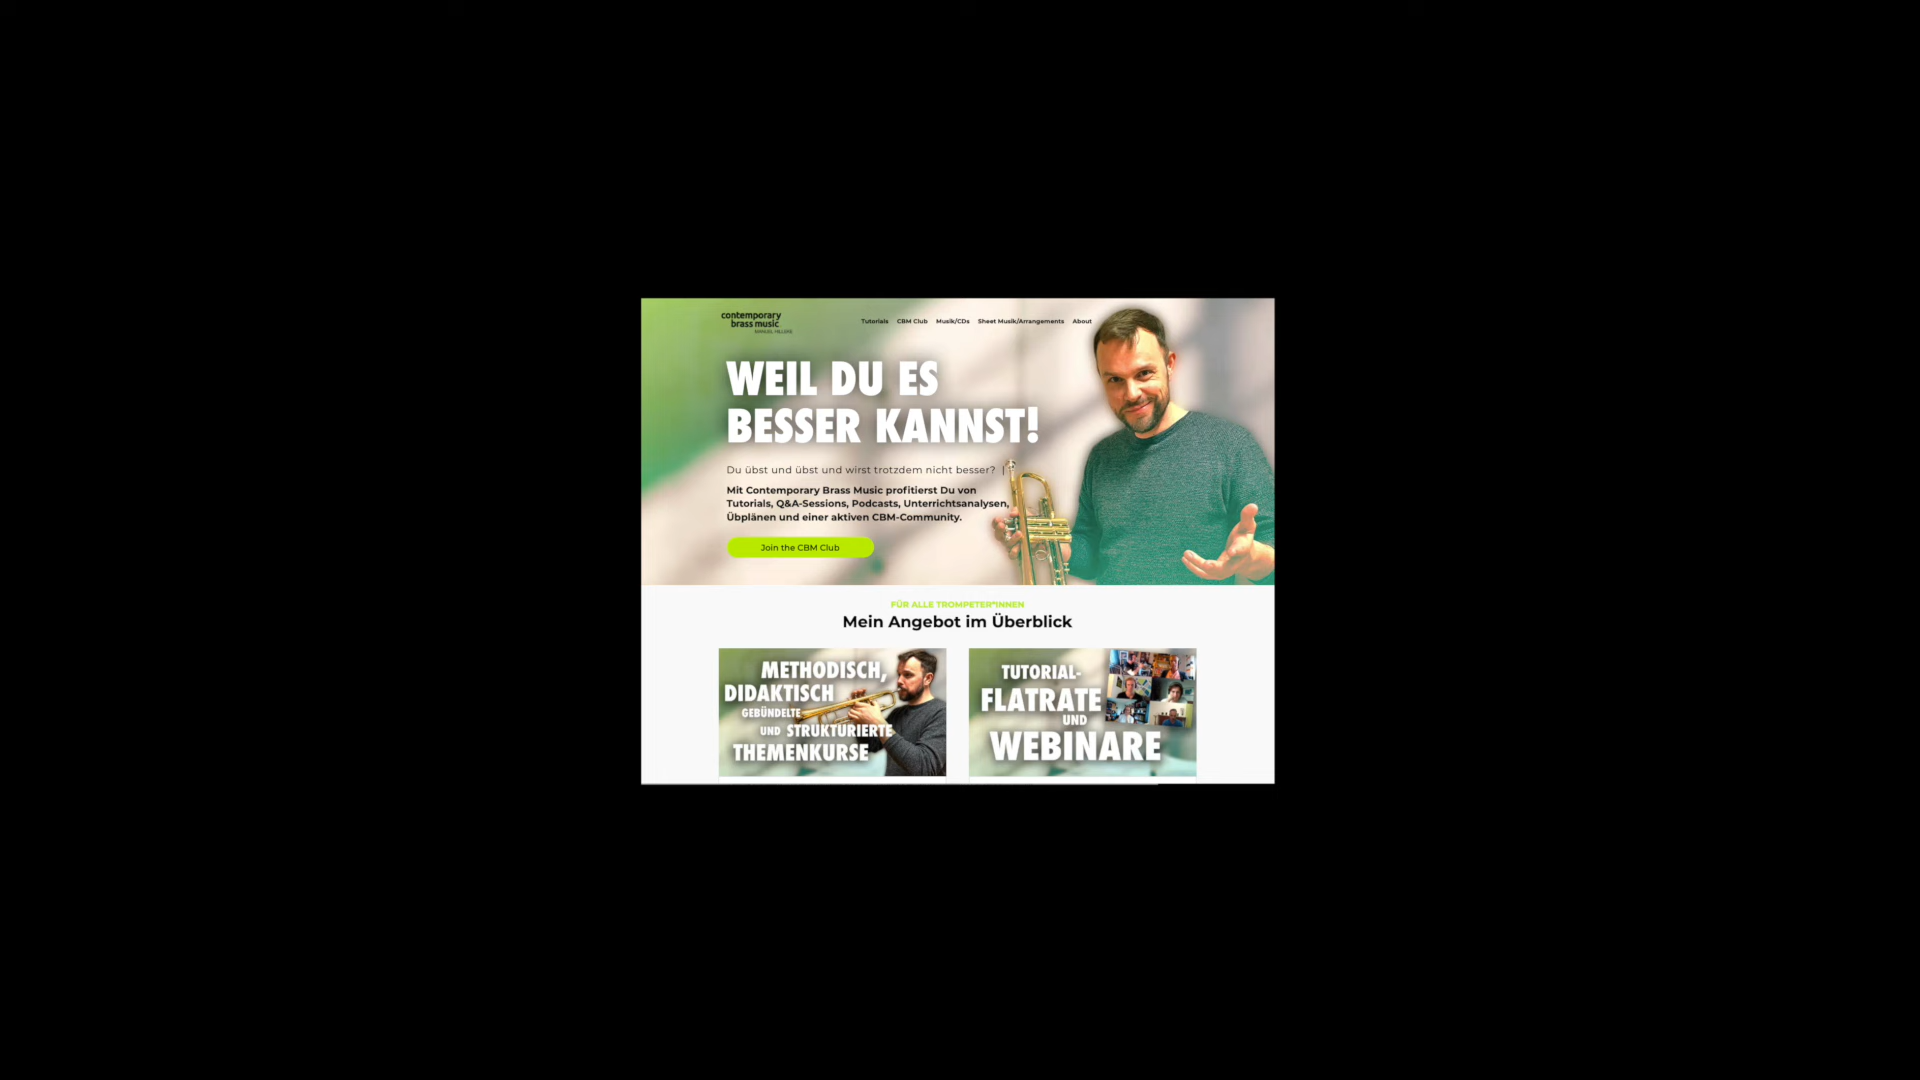 contemporary
brass music
Tutorials CBM Club Musik/CDs Sheet Musik/Arrangements About
WEIL DU ES
BESSER KANNST!
Du übst und übst und wirst trotzdem nicht besser? |
Mit Contemporary Brass Music profitierst Du von
Tutorials, Q&A-Sessions, Podcasts, Unterrichtsanalysen,
Übplänen und einer aktiven CBM-Community.
Join the CBM Club
FÜR ALLE TROMPETER*INNEN
Mein Angebot im Überblick
METHODISCH,
DIDAKTISCH
GEBÜNDELTE
UND STRUKTURIERTE
THEMENKURSE
TUTORIAL-
FLATRATE
UND
WEBINARE